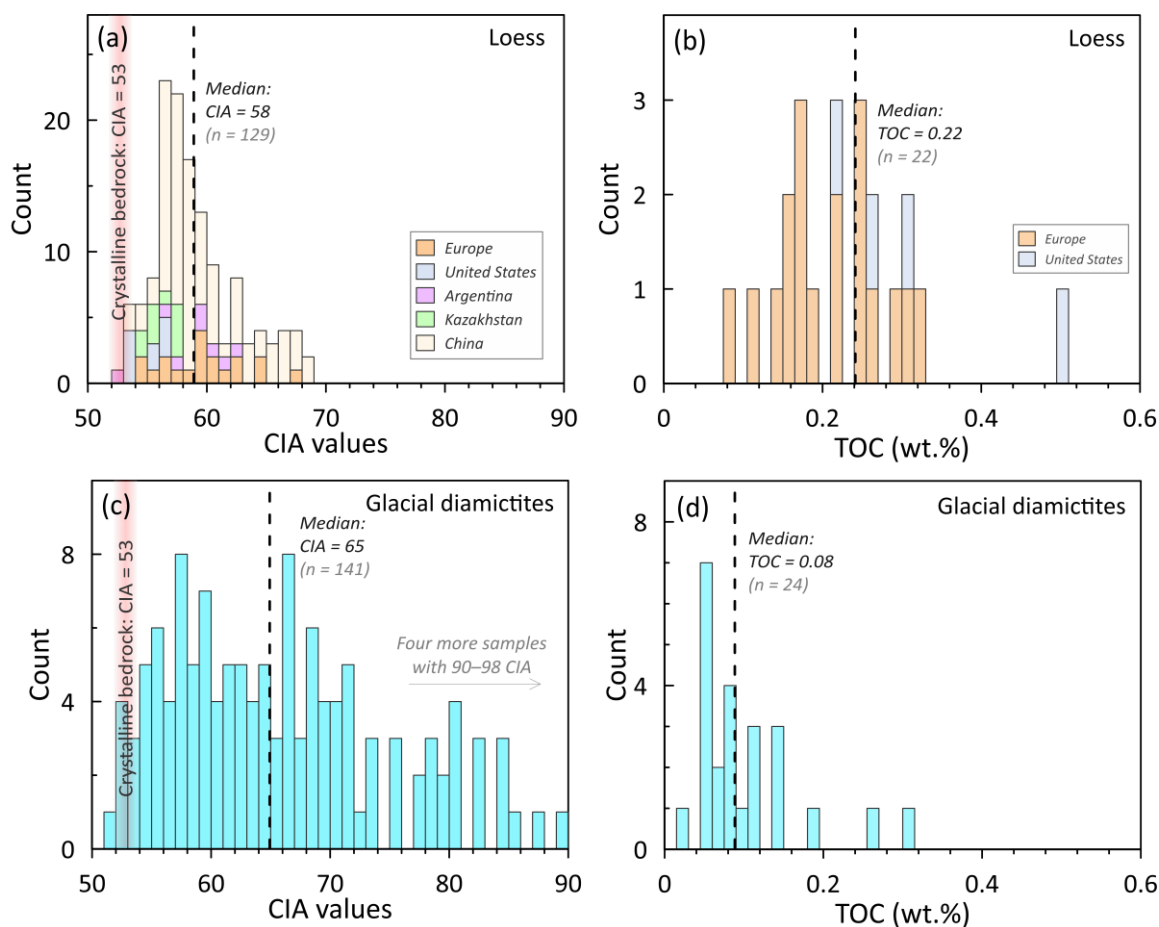 (a)
Loess
Crystalline bedrock: CIA = 53
Median:
CIA = 58
(n = 129)
Europe
United States
Argentina
Kazakhstan
China
Count
0
10
20
50
60
70
80
90
CIA values
(b)
Loess
Median:
TOC = 0.22
(n = 22)
Europe
United States
Count
0
1
2
3
0
0.2
0.4
0.6
TOC (wt.%)
(c)
Glacial diamictites
Crystalline bedrock: CIA = 53
Median:
CIA = 65
(n = 141)
Four more samples
with 90–98 CIA
Count
0
4
8
50
60
70
80
90
CIA values
(d)
Glacial diamictites
Median:
TOC = 0.08
(n = 24)
Count
0
4
8
0
0.2
0.4
0.6
TOC (wt.%)